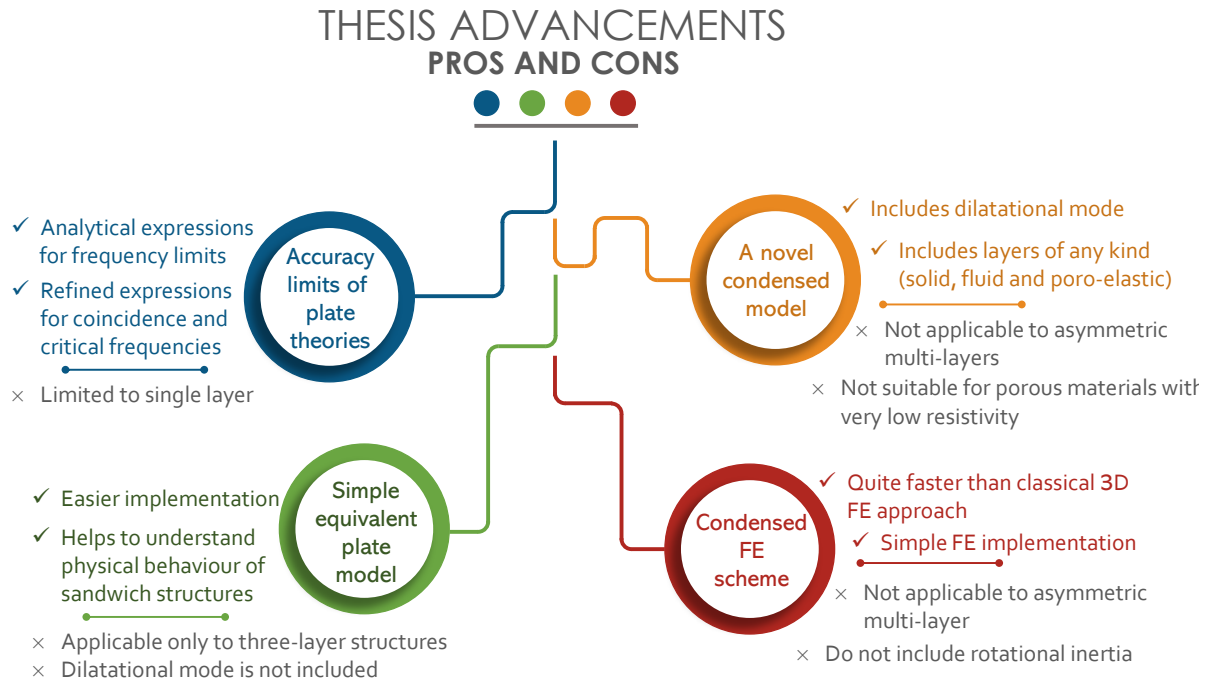 THESIS ADVANCEMENTS
PROS AND CONS
✓ Analytical expressions
for frequency limits
✓ Refined expressions
for coincidence and
critical frequencies
× Limited to single layer
Accuracy
limits of
plate
theories
A novel
condensed
model
✓ Includes dilatational mode
✓ Includes layers of any kind
(solid, fluid and poro-elastic)
× Not applicable to asymmetric
multi-layers
× Not suitable for porous materials with
very low resistivity
✓ Easier implementation
✓ Helps to understand
physical behaviour of
sandwich structures
× Applicable only to three-layer structures
× Dilatational mode is not included
Simple
equivalent
plate
model
Condensed
FE
scheme
✓ Quite faster than classical 3D
FE approach
✓ Simple FE implementation
× Not applicable to asymmetric
multi-layer
× Do not include rotational inertia